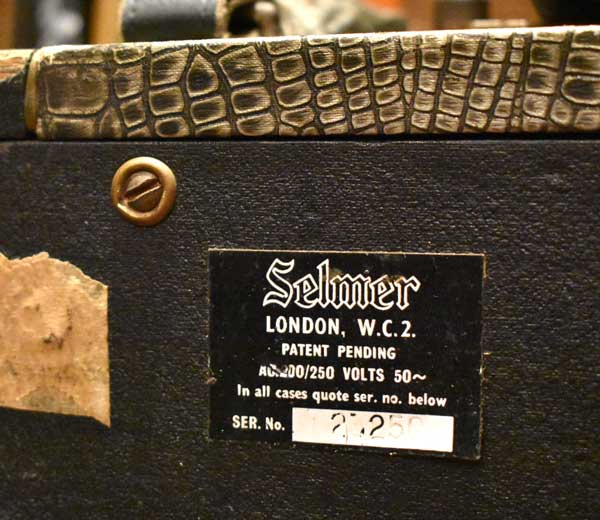 Selmer
LONDON, W.C.2.
PATENT PENDING
AC.200/250 VOLTS 50~
In all cases quote ser. no. below
SER. No.